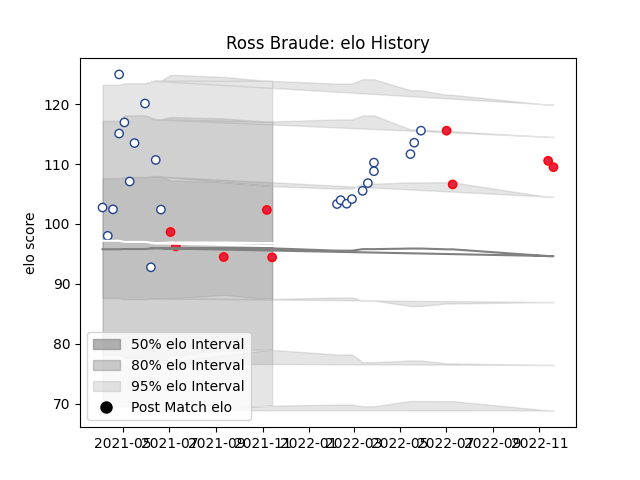 Ross Braude: elo History
elo score
120
110
100
90
80
70
50% elo Interval
80% elo Interval
95% elo Interval
Post Match elo
2021-05 2021-07 2021-09 2021-11 2022-01 2022-03 2022-05 2022-07 2022-09 2022-11